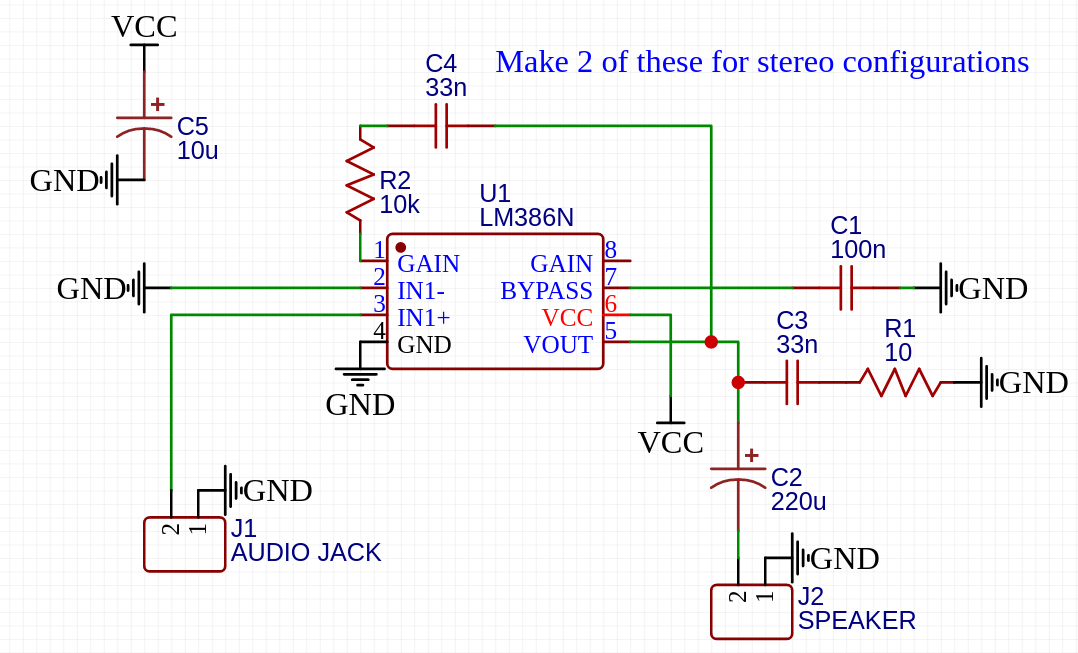 VCC
+
C5
10u
GND
C4
33n
Make 2 of these for stereo configurations
R2
10k
U1
LM386N
1
GAIN
2
IN1-
3
IN1+
4
GND
GAIN
8
BYPASS
7
VCC
6
VOUT
5
GND
GND
C1
100n
GND
C3
33n
R1
10
GND
VCC
+
C2
220u
GND
2
1
J1
AUDIO JACK
GND
2
1
J2
SPEAKER